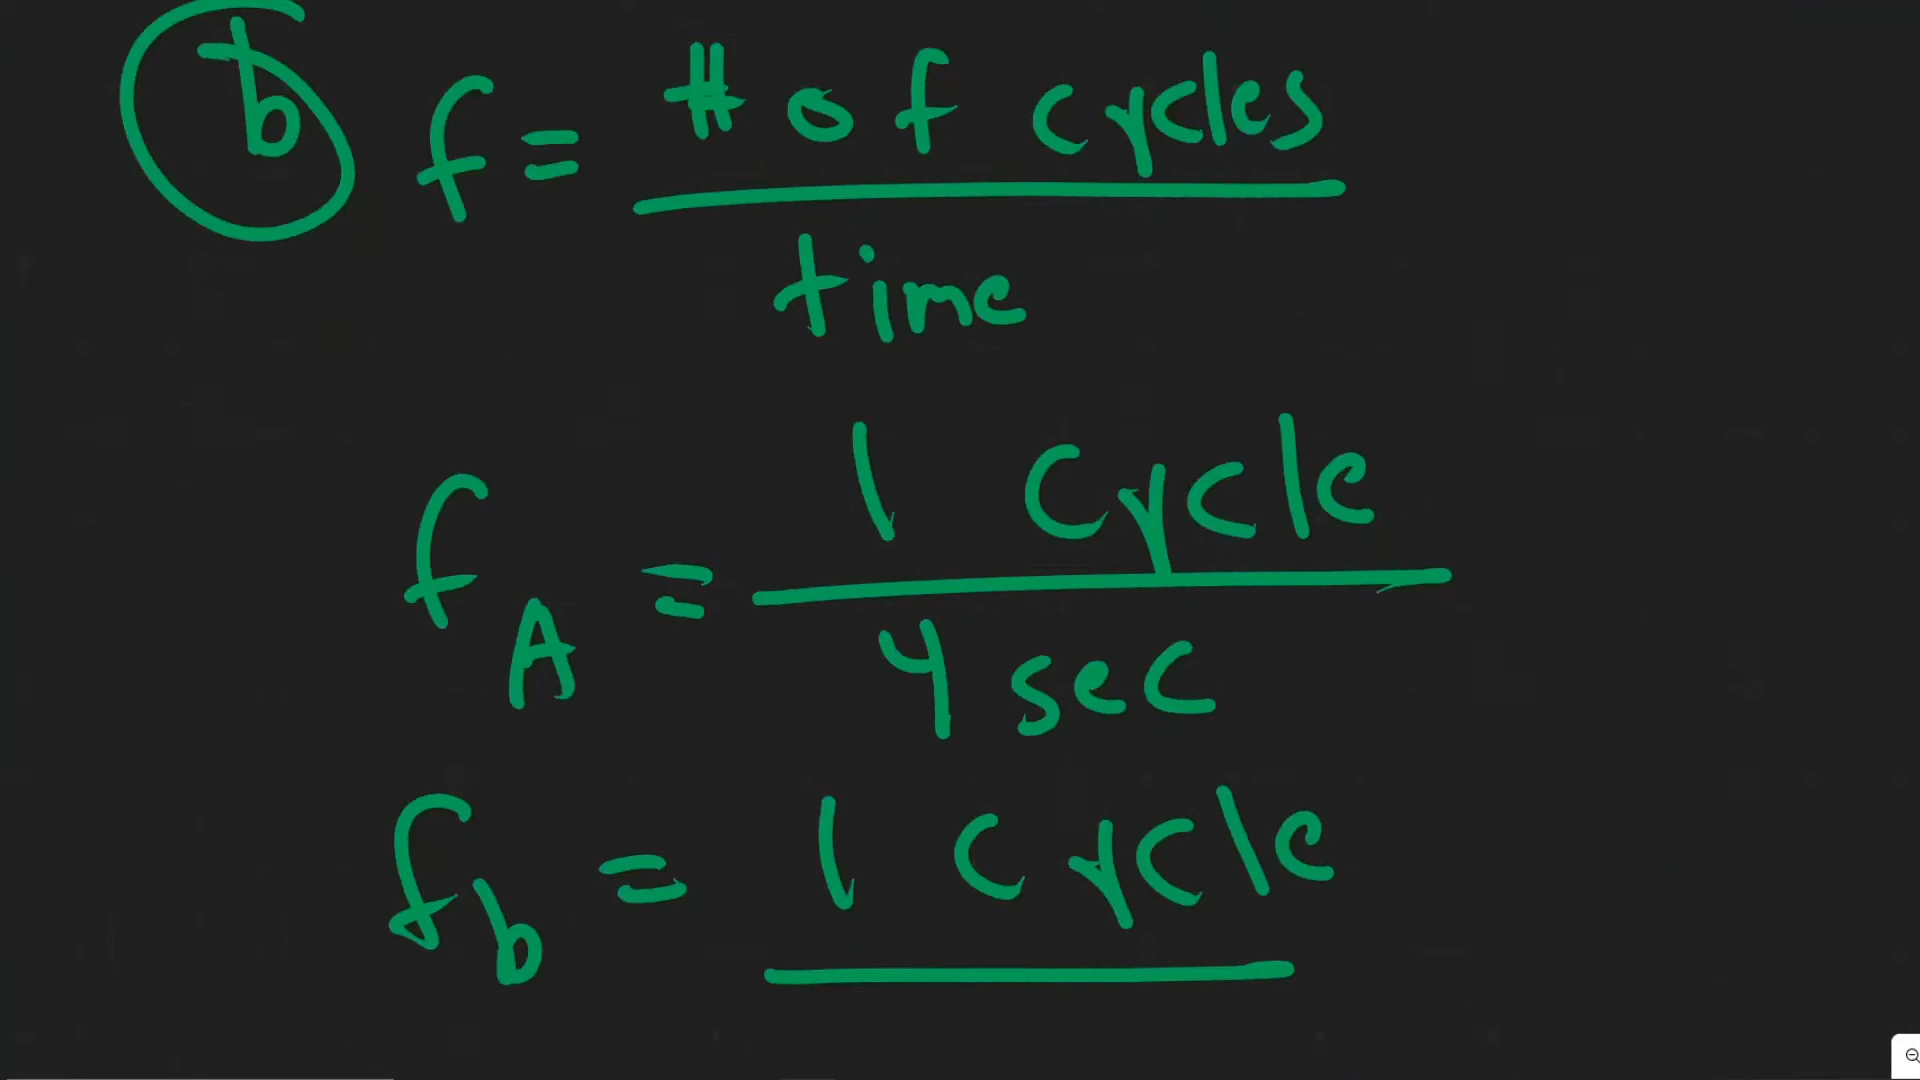 b f = # of cycles
time
f_A = 1 cycle
4 sec
f_b = 1 cycle